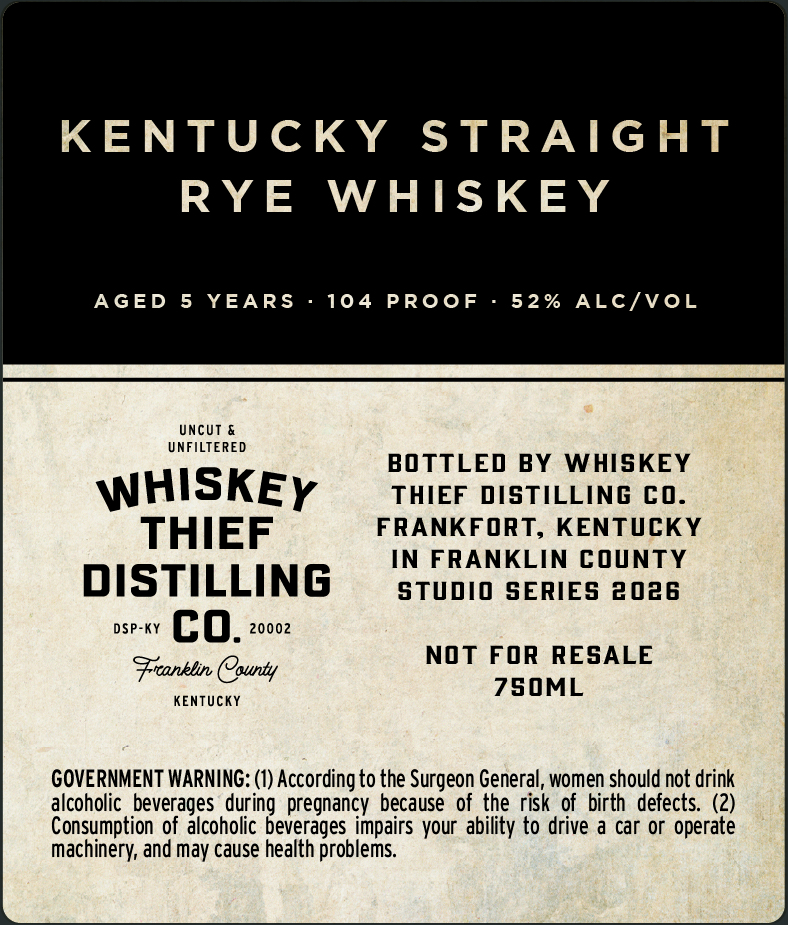 KENTUCKY STRAIGHT
RYE WHISKEY
AGED 5 YEARS · 104 PROOF · 52% ALC/VOL
UNCUT &
UNFILTERED
WHISKEY
THIEF
DISTILLING
DSP-KY CO. 20002
Franklin County
KENTUCKY
BOTTLED BY WHISKEY
THIEF DISTILLING CO.
FRANKFORT, KENTUCKY
IN FRANKLIN COUNTY
STUDIO SERIES 2026
NOT FOR RESALE
750ML
GOVERNMENT WARNING: (1) According to the Surgeon General, women should not drink
alcoholic beverages during pregnancy because of the risk of birth defects. (2)
Consumption of alcoholic beverages impairs your ability to drive a car or operate
machinery, and may cause health problems.